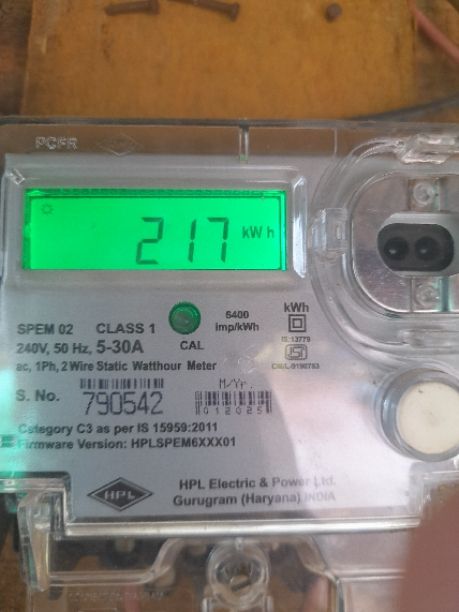 PCFR
217 kWh
6400
imp/kWh
kWh
SPEM 02 CLASS 1
CAL
240V, 50 Hz, 5-30A
ac, 1Ph, 2 Wire Static Watthour Meter
IS:13779
ISI
M/Yr.
S. No. 790542
012025
Category C3 as per IS 15959:2011
Firmware Version: HPLSPEM6XXX01
HPL
HPL Electric & Power Ltd.
Gurugram (Haryana) INDIA